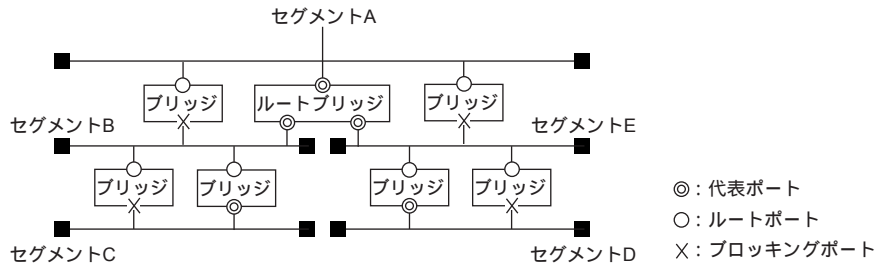 セグメントA
ブリッジ
ルートブリッジ
ブリッジ
セグメントB
セグメントE
ブリッジ
ブリッジ
ブリッジ
ブリッジ
◎：代表ポート
○：ルートポート
×：ブロッキングポート
セグメントC
セグメントD